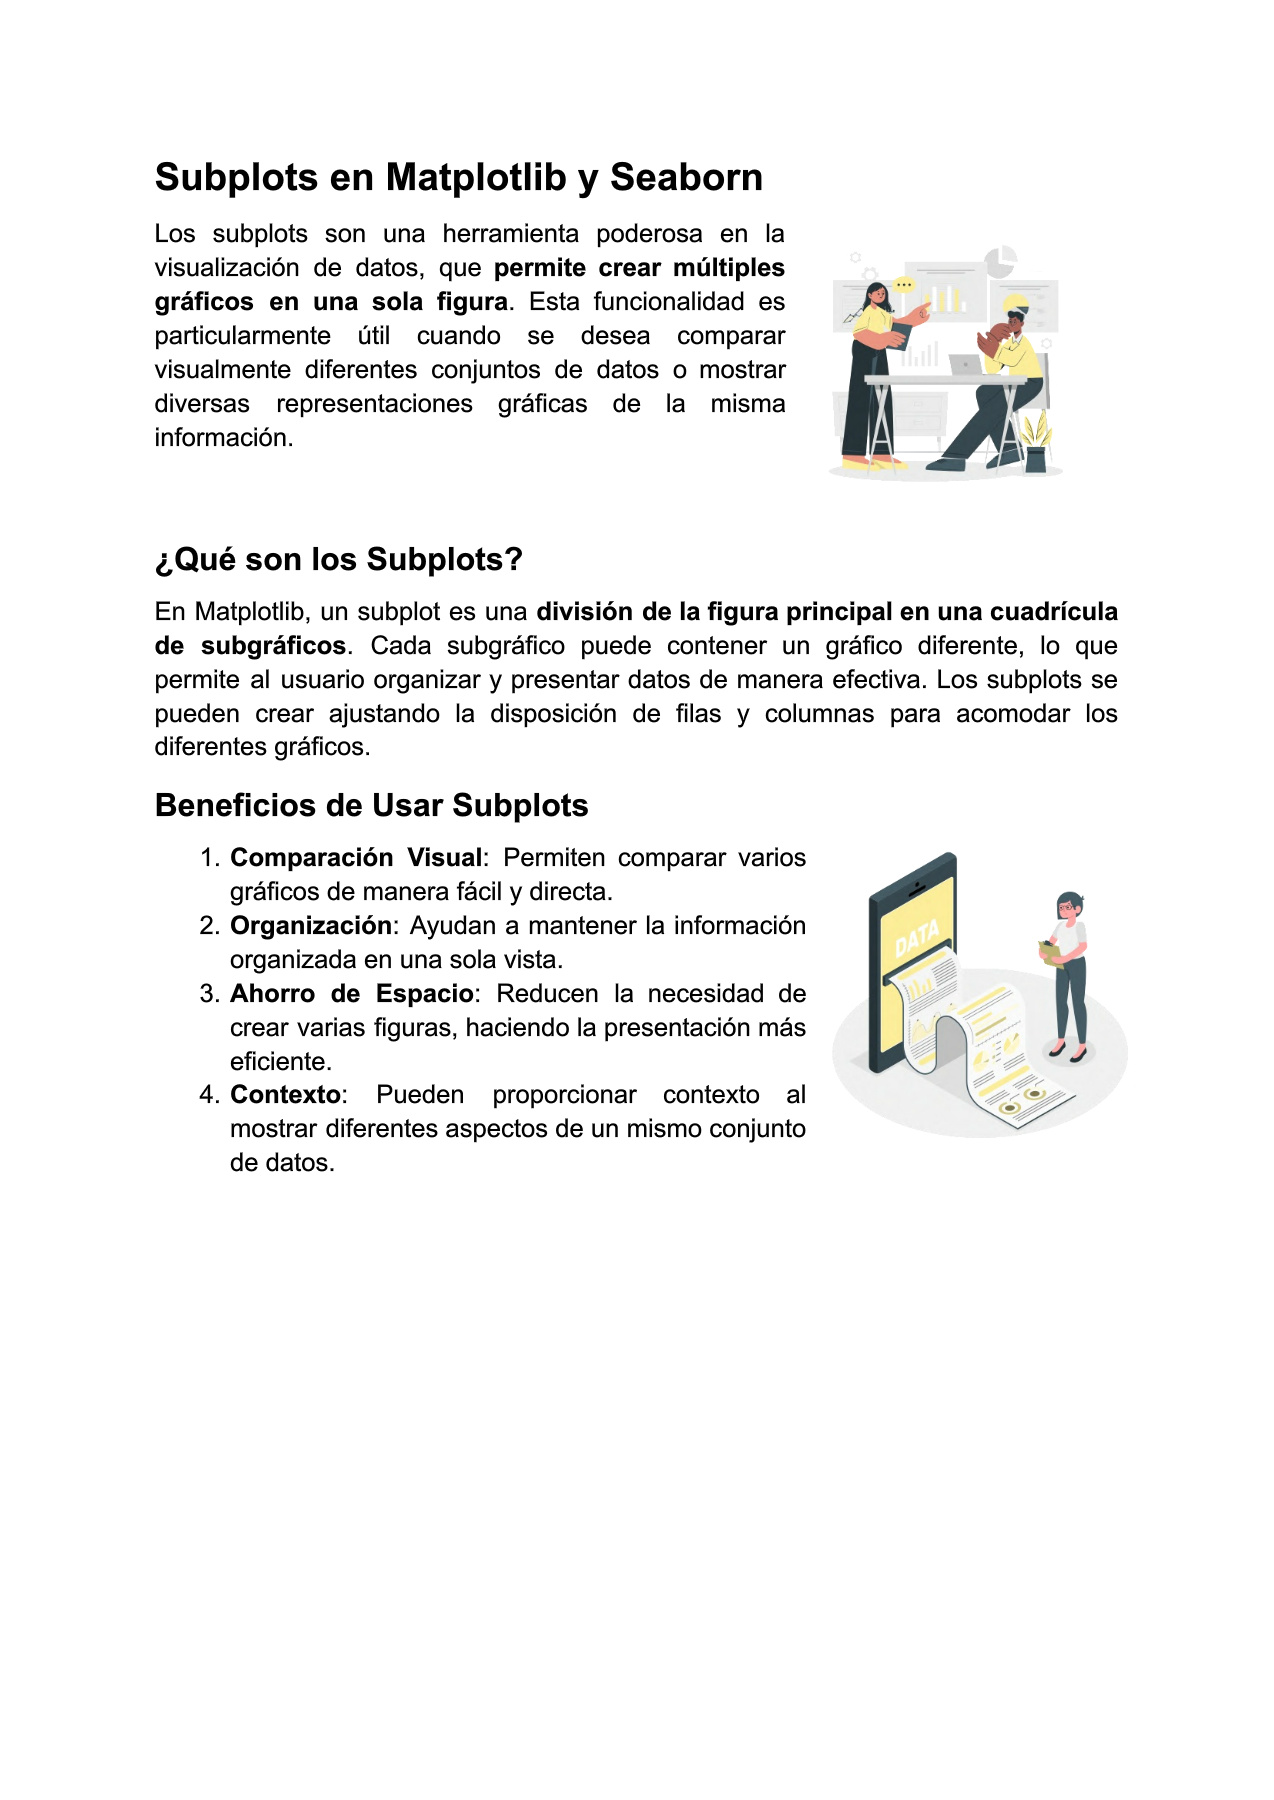 Subplots en Matplotlib y Seaborn
Los subplots son una herramienta poderosa en la
visualización de datos, que permite crear múltiples
gráficos en una sola figura. Esta funcionalidad es
particularmente útil cuando se desea comparar
visualmente diferentes conjuntos de datos o mostrar
diversas representaciones gráficas de la misma
información.
¿Qué son los Subplots?
En Matplotlib, un subplot es una división de la figura principal en una cuadrícula
de subgráficos. Cada subgráfico puede contener un gráfico diferente, lo que
permite al usuario organizar y presentar datos de manera efectiva. Los subplots se
pueden crear ajustando la disposición de filas y columnas para acomodar los
diferentes gráficos.
Beneficios de Usar Subplots
1. Comparación Visual: Permiten comparar varios
gráficos de manera fácil y directa.
2. Organización: Ayudan a mantener la información
organizada en una sola vista.
3. Ahorro de Espacio: Reducen la necesidad de
crear varias figuras, haciendo la presentación más
eficiente.
4. Contexto: Pueden proporcionar contexto al
mostrar diferentes aspectos de un mismo conjunto
de datos.
DATA